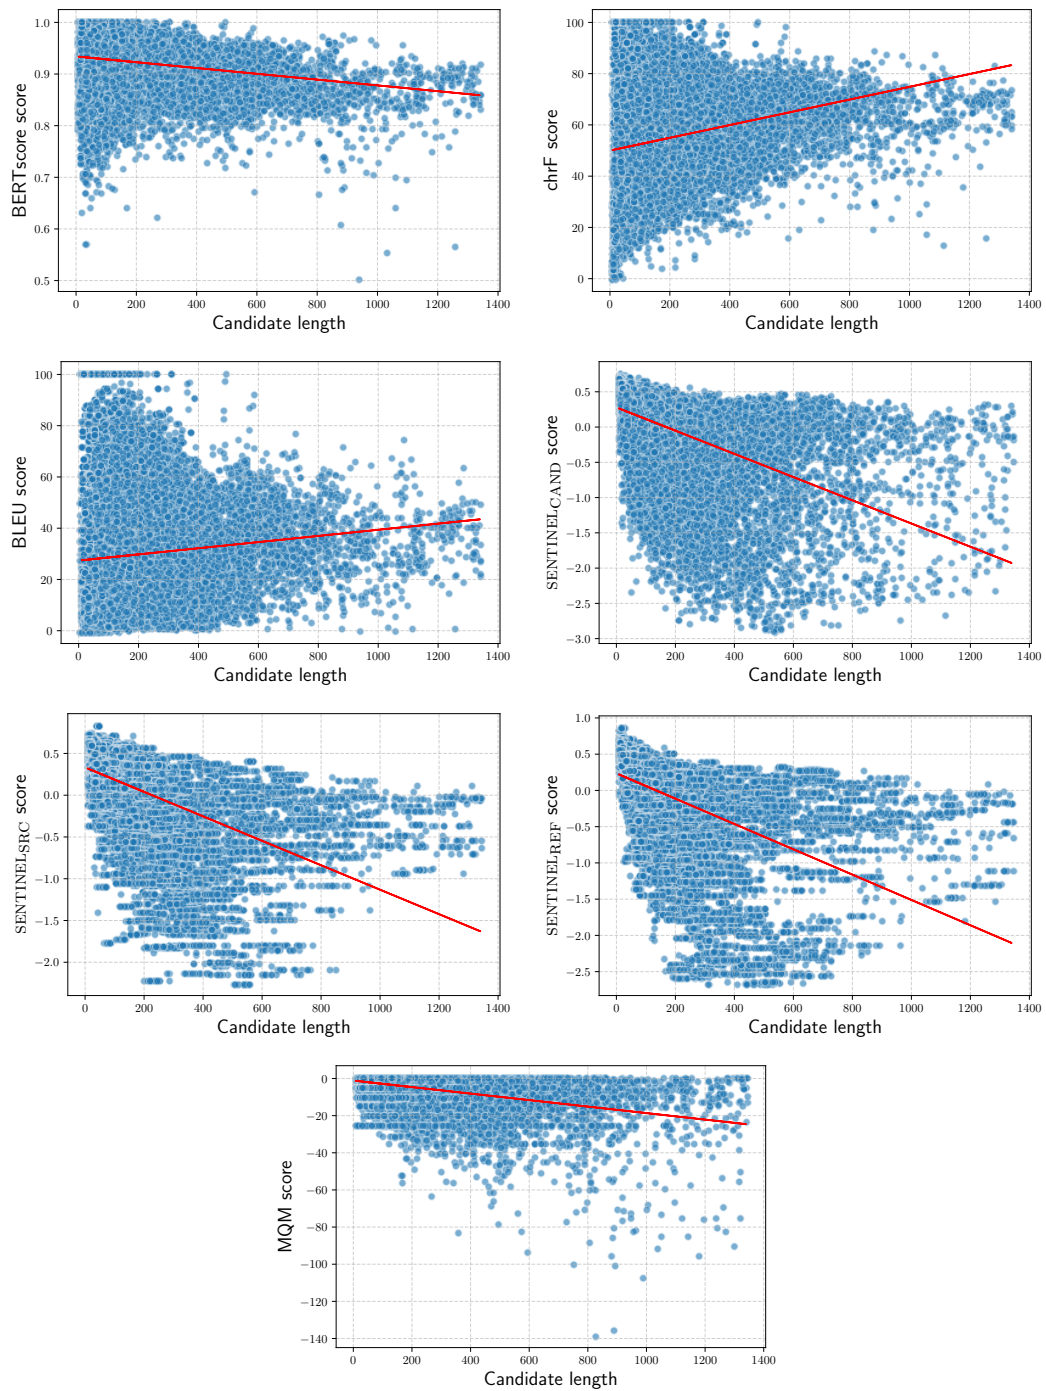 1.0
0.9
0.8
0.7
0.6
0.5
BERTscore score
0 200 400 600 800 1000 1200 1400
Candidate length
100
80
60
40
20
0
chrF score
0 200 400 600 800 1000 1200 1400
Candidate length
100
80
60
40
20
0
BLEU score
0 200 400 600 800 1000 1200 1400
Candidate length
0.5
0.0
−0.5
−1.0
−1.5
−2.0
−2.5
−3.0
SENTINELCAND score
0 200 400 600 800 1000 1200 1400
Candidate length
0.5
0.0
−0.5
−1.0
−1.5
−2.0
SENTINELSRC score
0 200 400 600 800 1000 1200 1400
Candidate length
1.0
0.5
0.0
−0.5
−1.0
−1.5
−2.0
−2.5
SENTINELREF score
0 200 400 600 800 1000 1200 1400
Candidate length
0
−20
−40
−60
−80
−100
−120
−140
MQM score
0 200 400 600 800 1000 1200 1400
Candidate length